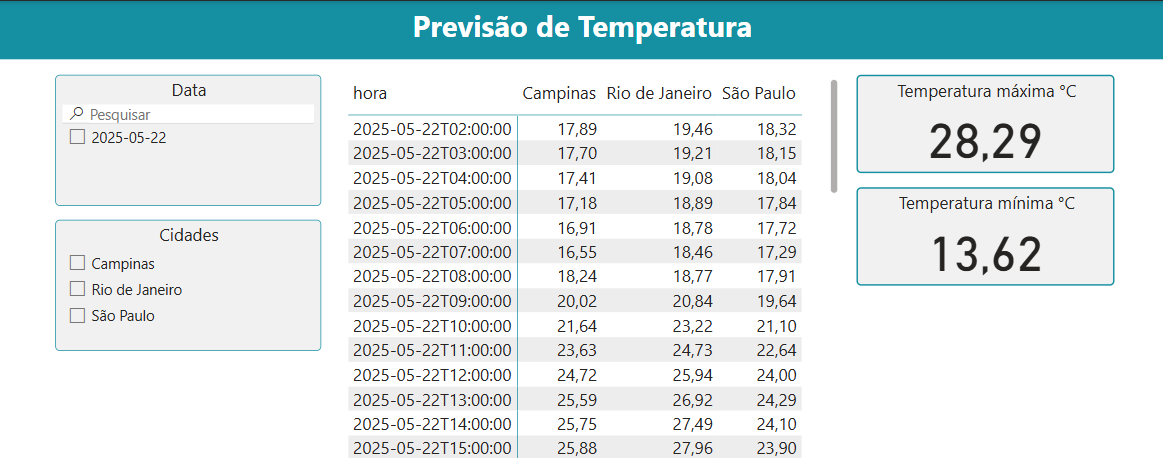 Previsão de Temperatura
Data
Pesquisar
2025-05-22
Cidades
Campinas
Rio de Janeiro
São Paulo
hora Campinas Rio de Janeiro São Paulo
2025-05-22T02:00:00 17,89 19,46 18,32
2025-05-22T03:00:00 17,70 19,21 18,15
2025-05-22T04:00:00 17,41 19,08 18,04
2025-05-22T05:00:00 17,18 18,89 17,84
2025-05-22T06:00:00 16,91 18,78 17,72
2025-05-22T07:00:00 16,55 18,46 17,29
2025-05-22T08:00:00 18,24 18,77 17,91
2025-05-22T09:00:00 20,02 20,84 19,64
2025-05-22T10:00:00 21,64 23,22 21,10
2025-05-22T11:00:00 23,63 24,73 22,64
2025-05-22T12:00:00 24,72 25,94 24,00
2025-05-22T13:00:00 25,59 26,92 24,29
2025-05-22T14:00:00 25,75 27,49 24,10
2025-05-22T15:00:00 25,88 27,96 23,90
Temperatura máxima °C
28,29
Temperatura mínima °C
13,62